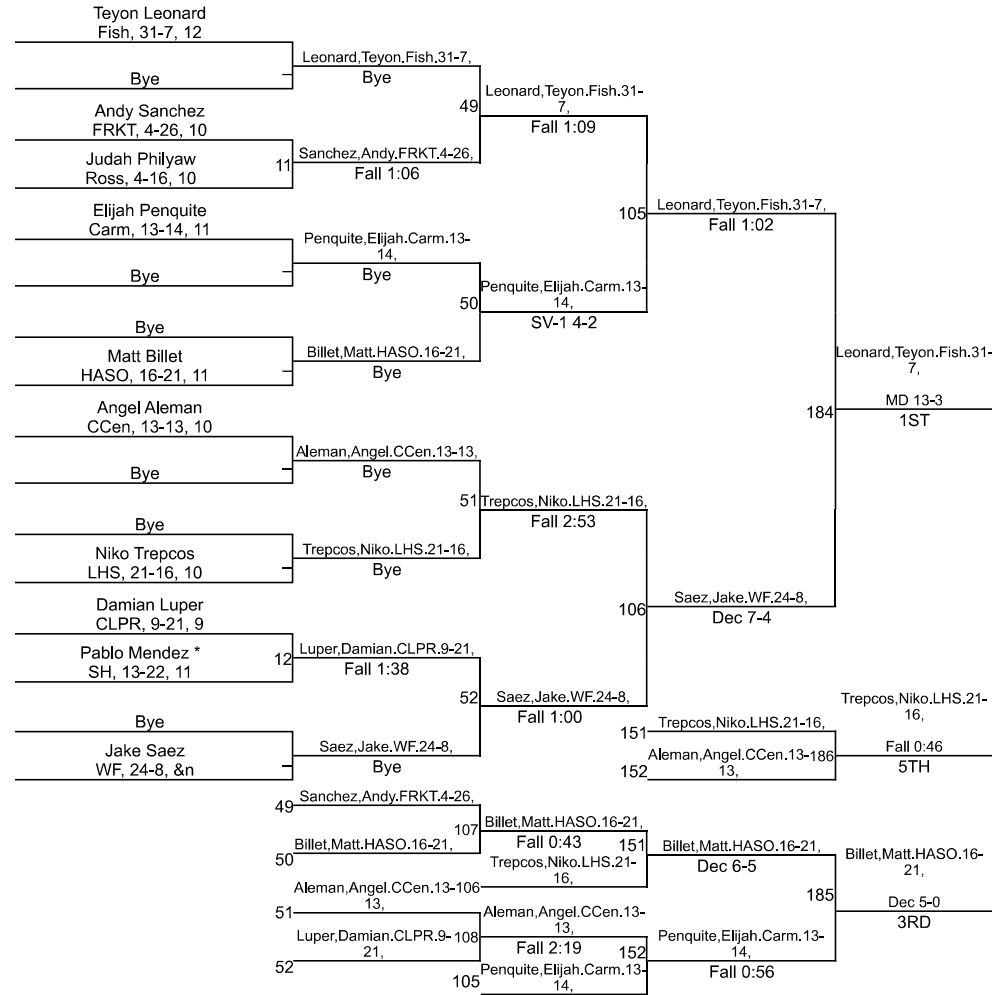 Teyon Leonard
Fish, 31-7, 12
Bye
Andy Sanchez
FRKT, 4-26, 10
Judah Philyaw
Ross, 4-16, 10
11
Elijah Penquite
Carm, 13-14, 11
Bye
Bye
Matt Billet
HASO, 16-21, 11
Angel Aleman
CCen, 13-13, 10
Bye
Bye
Niko Trepcos
LHS, 21-16, 10
Damian Luper
CLPR, 9-21, 9
Pablo Mendez *
SH, 13-22, 11
12
Bye
Jake Saez
WF, 24-8, &n
Leonard,Teyon.Fish.31-7,
Bye
49
Sanchez,Andy.FRKT.4-26,
Fall 1:06
Penquite,Elijah.Carm.13-
14,
Bye
50
Billet,Matt.HASO.16-21,
Bye
Aleman,Angel.CCen.13-13,
Bye
51
Trepcos,Niko.LHS.21-16,
Bye
Luper,Damian.CLPR.9-21,
Fall 1:38
52
Saez,Jake.WF.24-8,
Bye
Leonard,Teyon.Fish.31-
7,
Fall 1:09
105
Penquite,Elijah.Carm.13-
14,
SV-1 4-2
Trepcos,Niko.LHS.21-16,
Fall 2:53
106
Saez,Jake.WF.24-8,
Fall 1:00
Leonard,Teyon.Fish.31-7,
Fall 1:02
184
Saez,Jake.WF.24-8,
Dec 7-4
Leonard,Teyon.Fish.31-
7,
MD 13-3
1ST
151
Trepcos,Niko.LHS.21-16,
152
Aleman,Angel.CCen.13-
13,
186
Trepcos,Niko.LHS.21-
16,
Fall 0:46
5TH
49
Sanchez,Andy.FRKT.4-26,
107
50
Billet,Matt.HASO.16-21,
Billet,Matt.HASO.16-21,
Fall 0:43
151
106
Trepcos,Niko.LHS.21-
16,
51
Aleman,Angel.CCen.13-
13,
108
52
Luper,Damian.CLPR.9-
21,
Aleman,Angel.CCen.13-
13,
Fall 2:19
152
105
Penquite,Elijah.Carm.13-
14,
Billet,Matt.HASO.16-21,
Dec 6-5
185
Penquite,Elijah.Carm.13-
14,
Fall 0:56
Billet,Matt.HASO.16-
21,
Dec 5-0
3RD